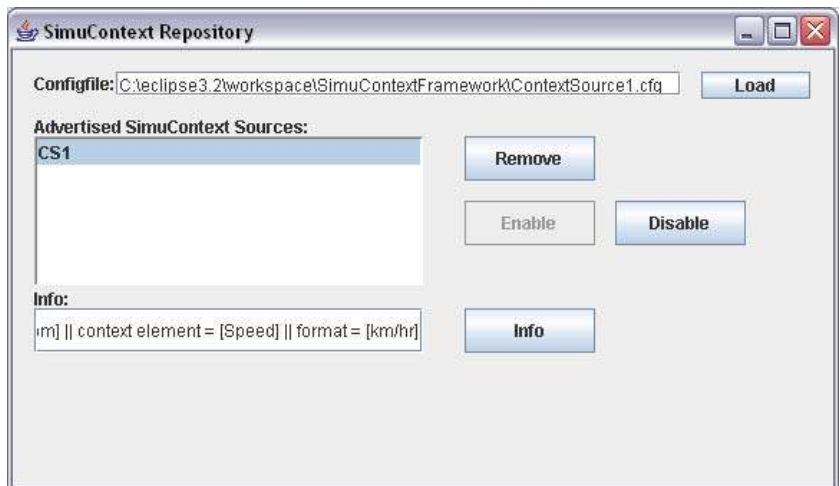 SimuContext Repository
Configfile: C:\eclipse3.2\workspace\SimuContextFramework\ContextSource1.cfg Load
Advertised SimuContext Sources:
CS1
Remove
Enable Disable
Info:
m] || context element = [Speed] || format = [km/hr] Info